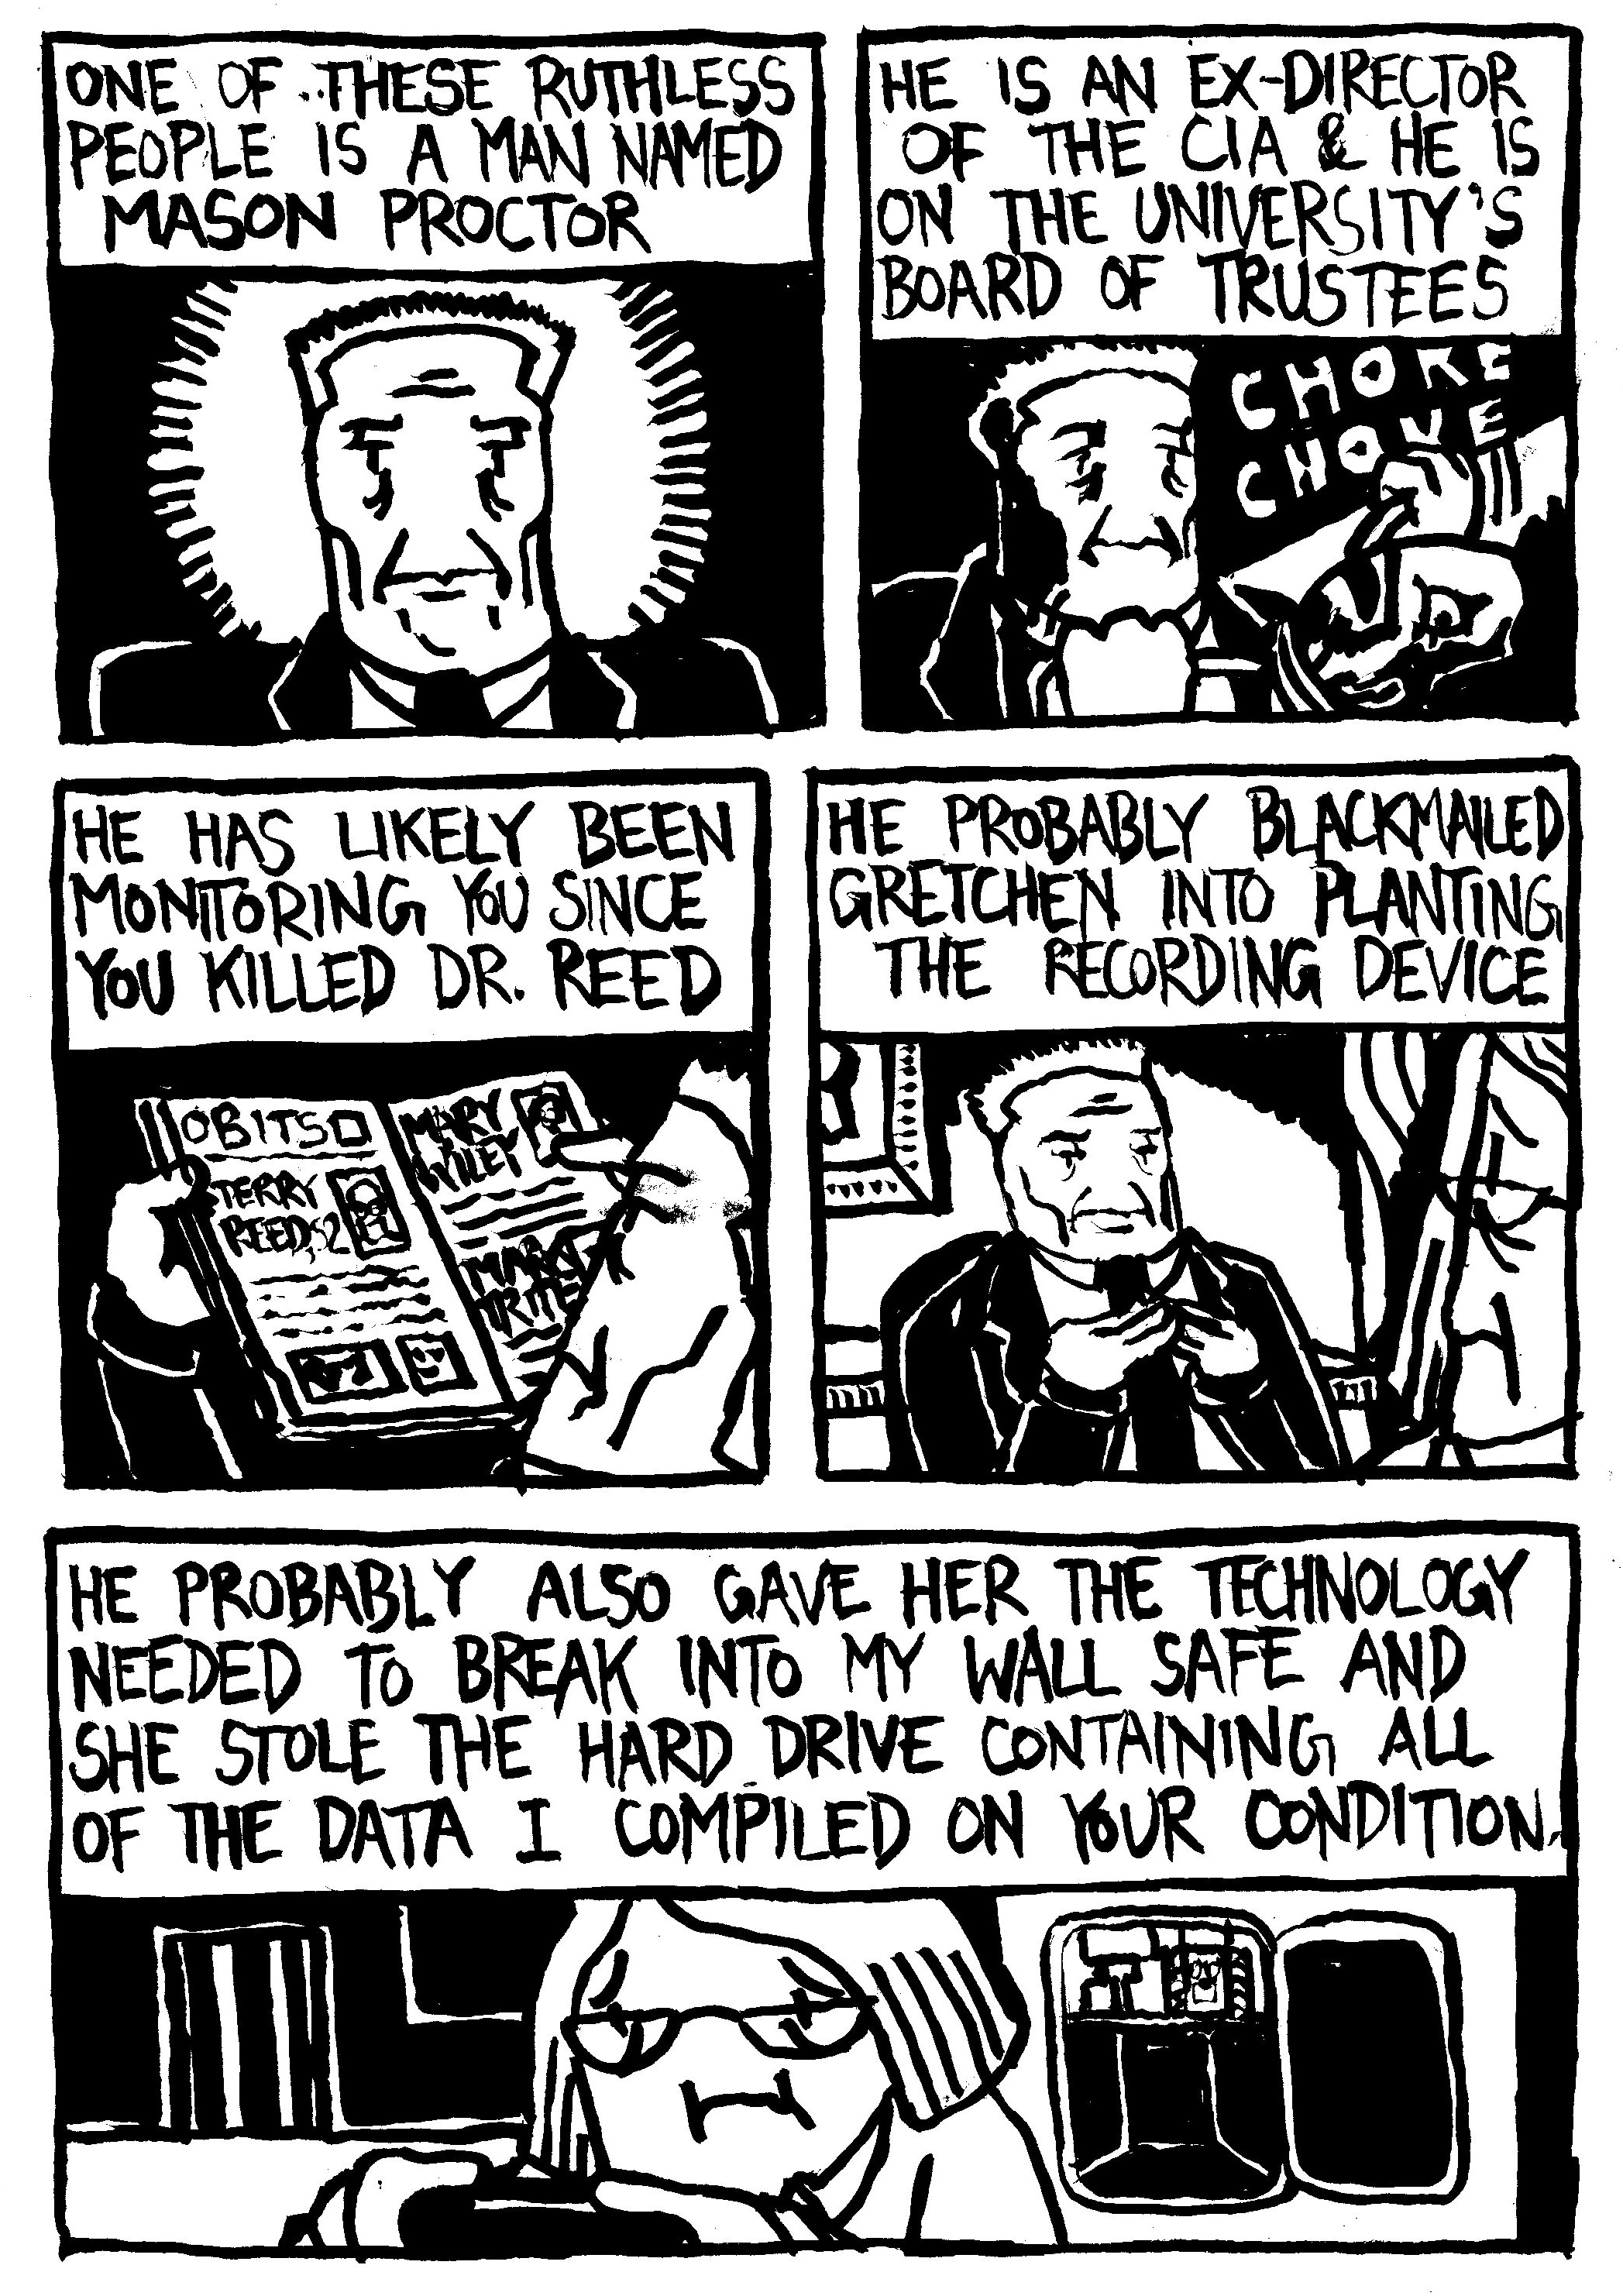 ONE OF THESE RUTHLESS
PEOPLE IS A MAN NAMED
MASON PROCTOR
HE IS AN EX-DIRECTOR
OF THE CIA & HE IS
ON THE UNIVERSITY'S
BOARD OF TRUSTEES
CHOKE
CHOKE
HE HAS LIKELY BEEN
MONITORING YOU SINCE
YOU KILLED DR. REED
OBITS
TERRY
REED, 52
MARY
WILEY
MARK
HE PROBABLY BLACKMAILED
GRETCHEN INTO PLANTING
THE RECORDING DEVICE
HE PROBABLY ALSO GAVE HER THE TECHNOLOGY
NEEDED TO BREAK INTO MY WALL SAFE AND
SHE STOLE THE HARD DRIVE CONTAINING ALL
OF THE DATA I COMPILED ON YOUR CONDITION.